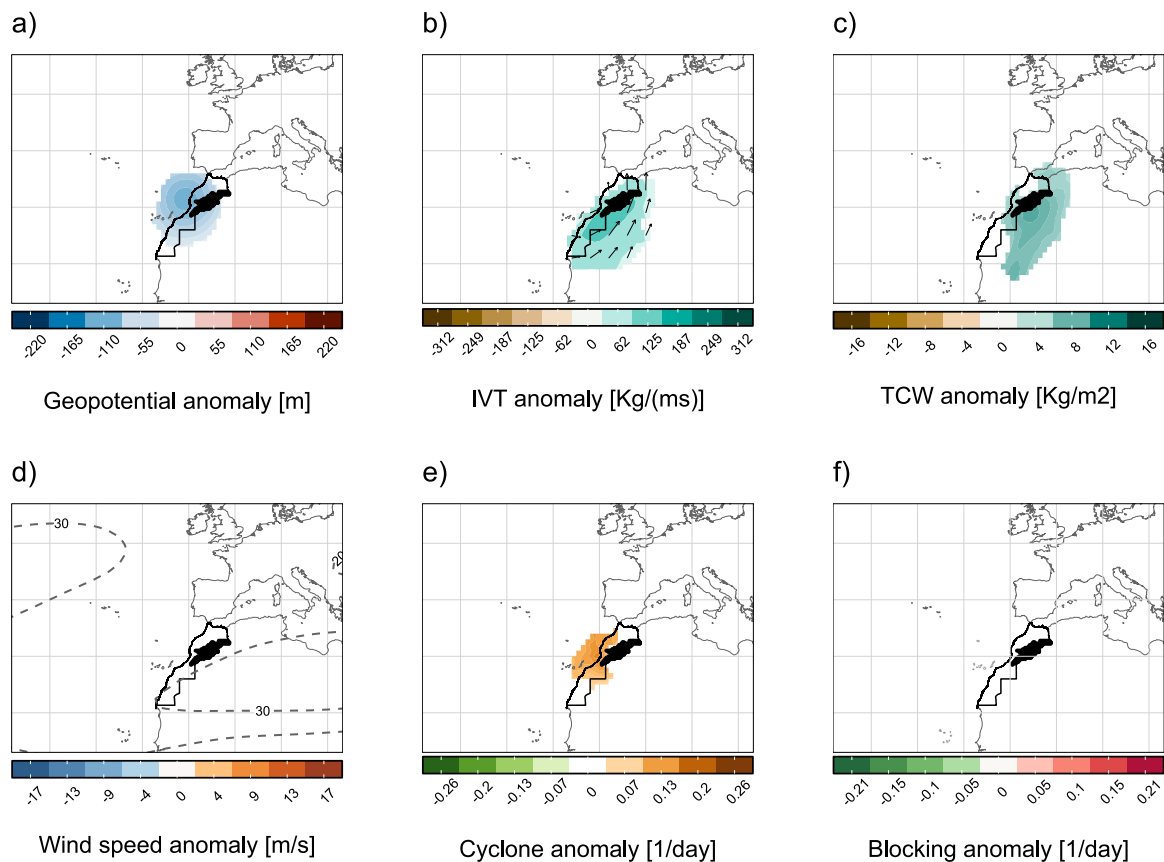 a) b) c)
-220 -165 -110 -55 0 55 110 165 220
-312 -249 -187 -125 -62 0 62 125 187 249 312
-16 -12 -8 -4 0 4 8 12 16
Geopotential anomaly [m] IVT anomaly [Kg/(ms)] TCW anomaly [Kg/m2]
d) e) f)
30
30
-17 -13 -9 -4 0 4 9 13 17
-0.26 -0.2 -0.13 -0.07 0 0.07 0.13 0.2 0.26
-0.21 -0.15 -0.1 -0.05 0 0.05 0.1 0.15 0.21
Wind speed anomaly [m/s] Cyclone anomaly [1/day] Blocking anomaly [1/day]